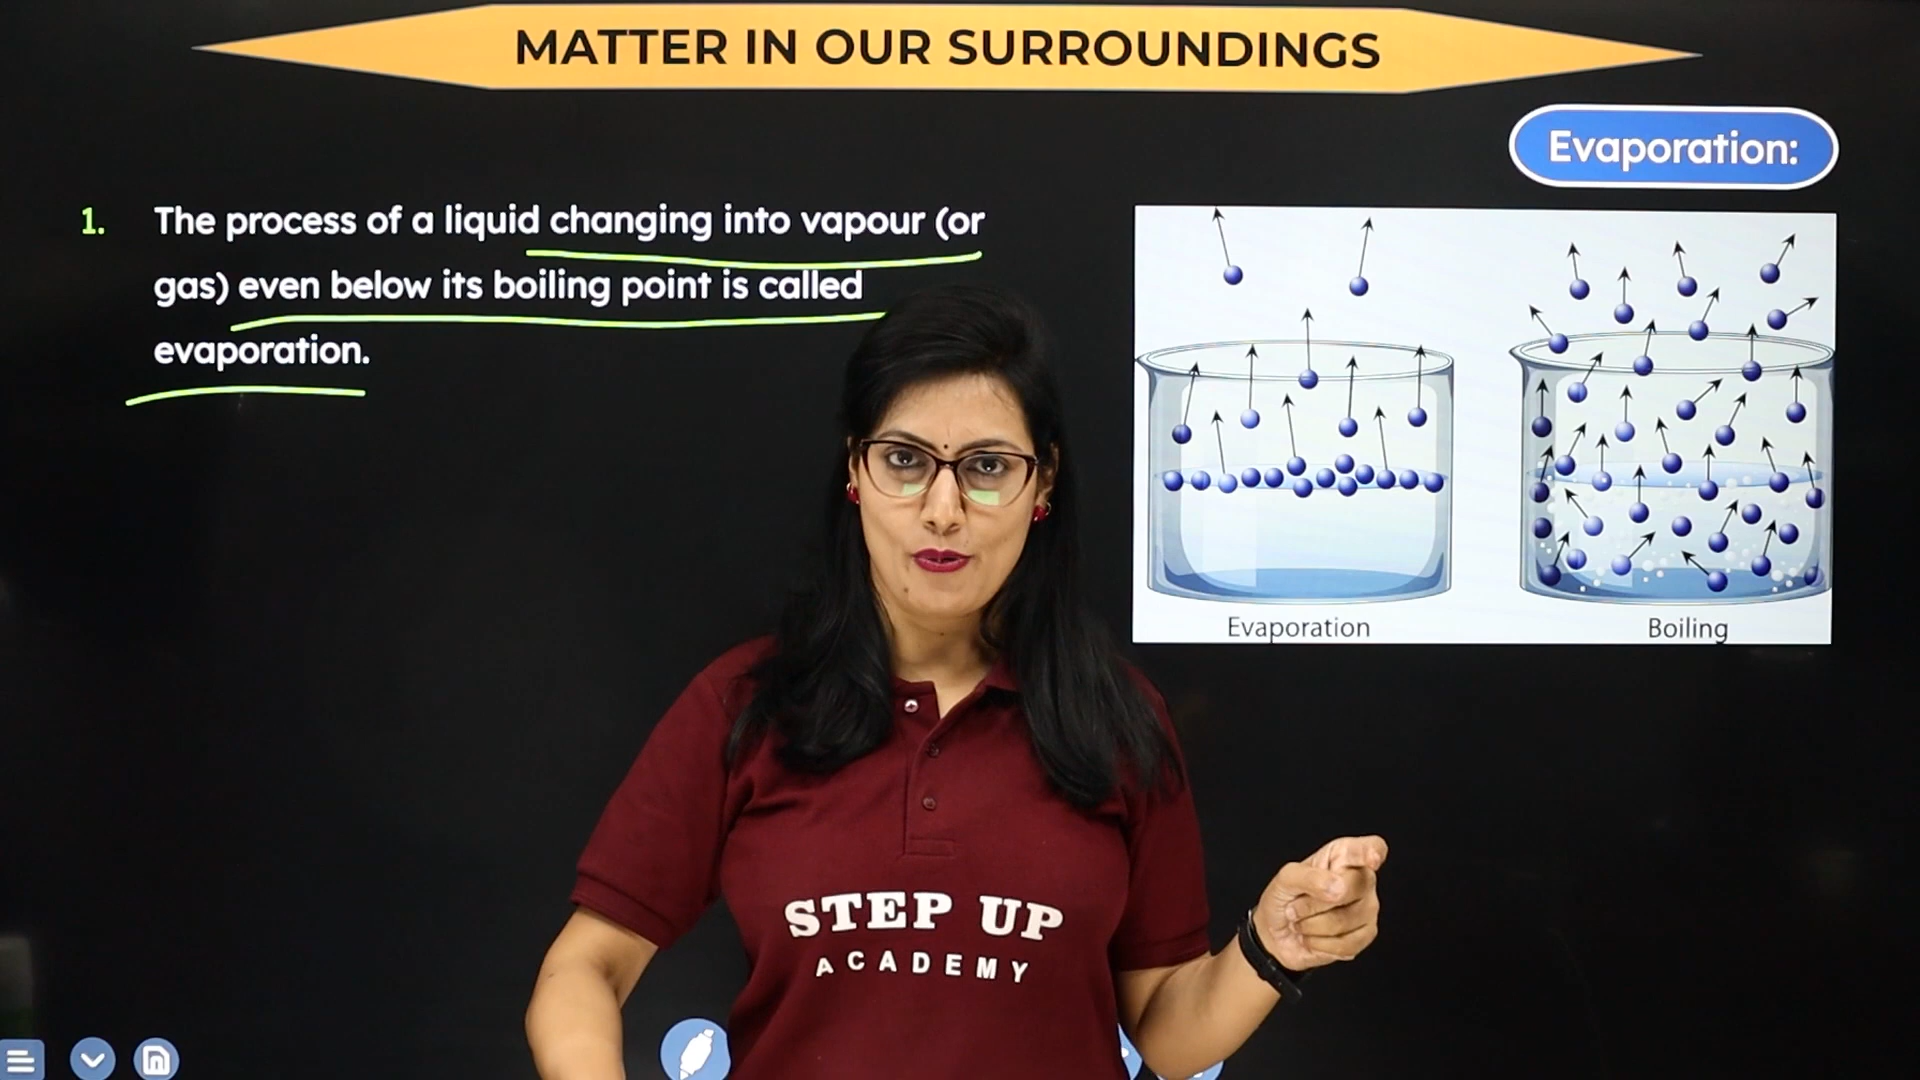 MATTER IN OUR SURROUNDINGS
Evaporation:
1. The process of a liquid changing into vapour (or
gas) even below its boiling point is called
evaporation.
Evaporation
Boiling
STEP UP
ACADEMY